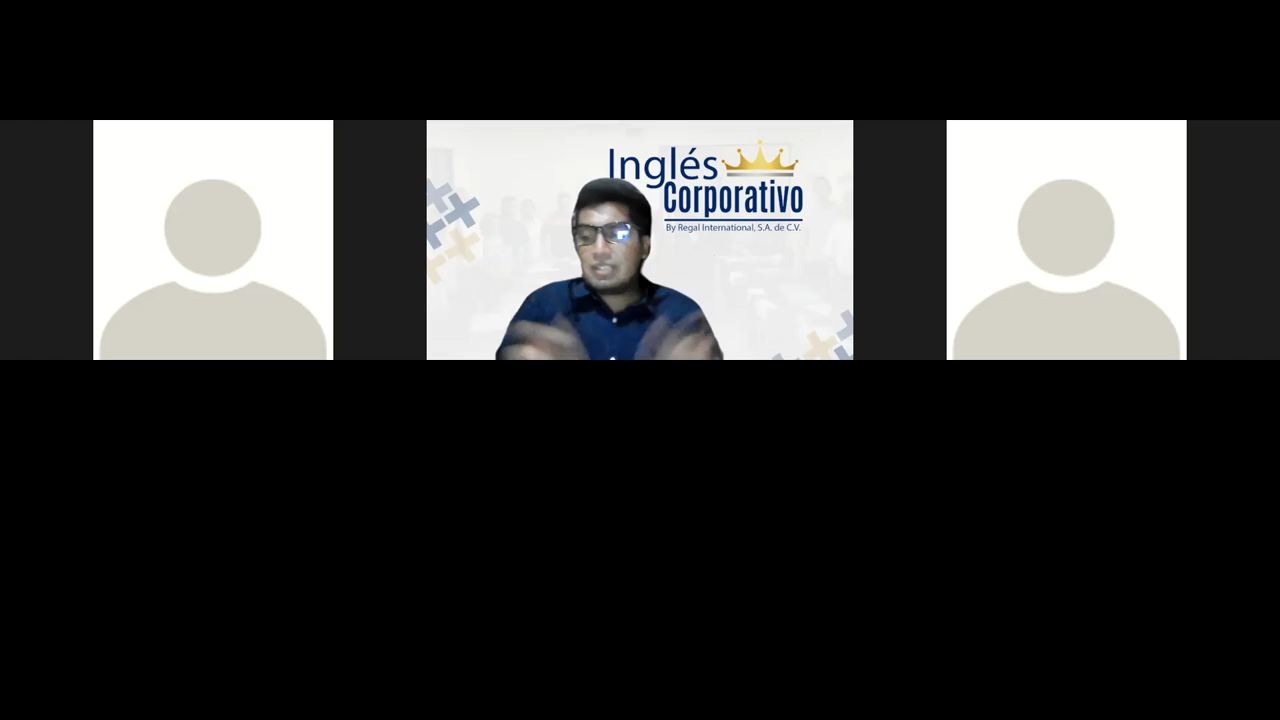 Inglés
Corporativo
By Regal International, S.A. de C.V.